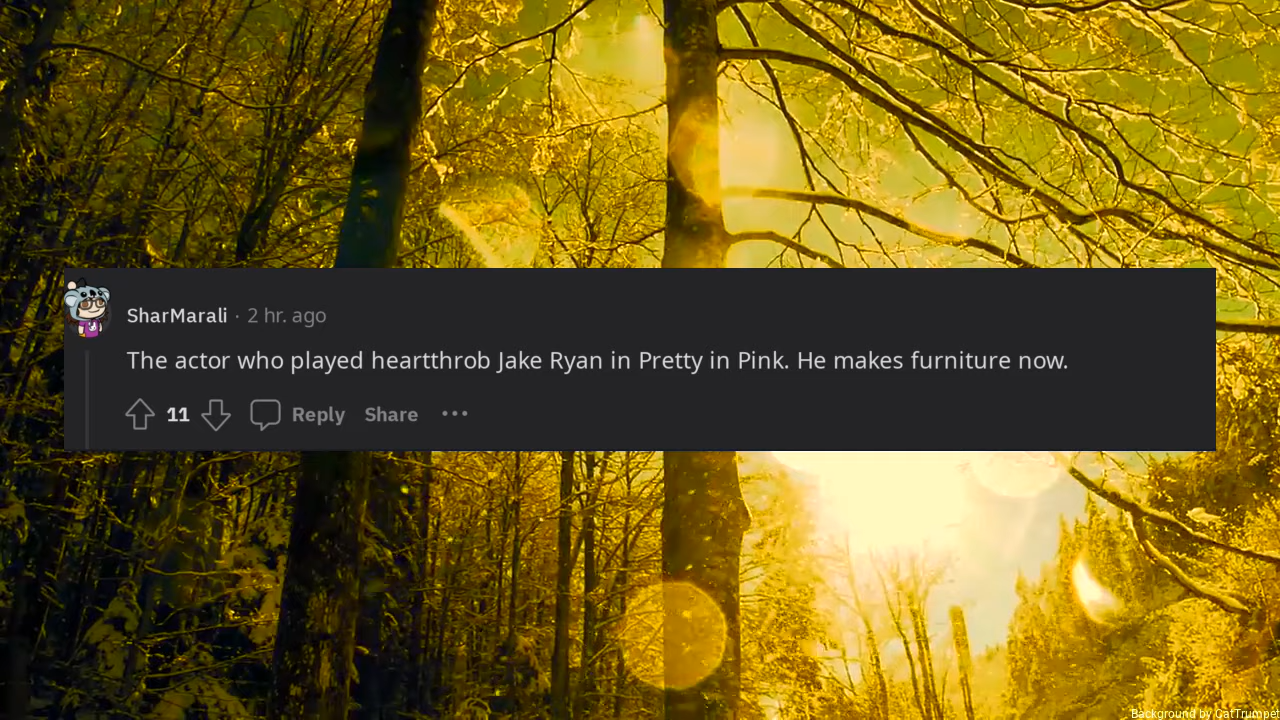 SharMarali · 2 hr. ago
The actor who played heartthrob Jake Ryan in Pretty in Pink. He makes furniture now.
11 Reply Share ···
Background by CatTrumpet